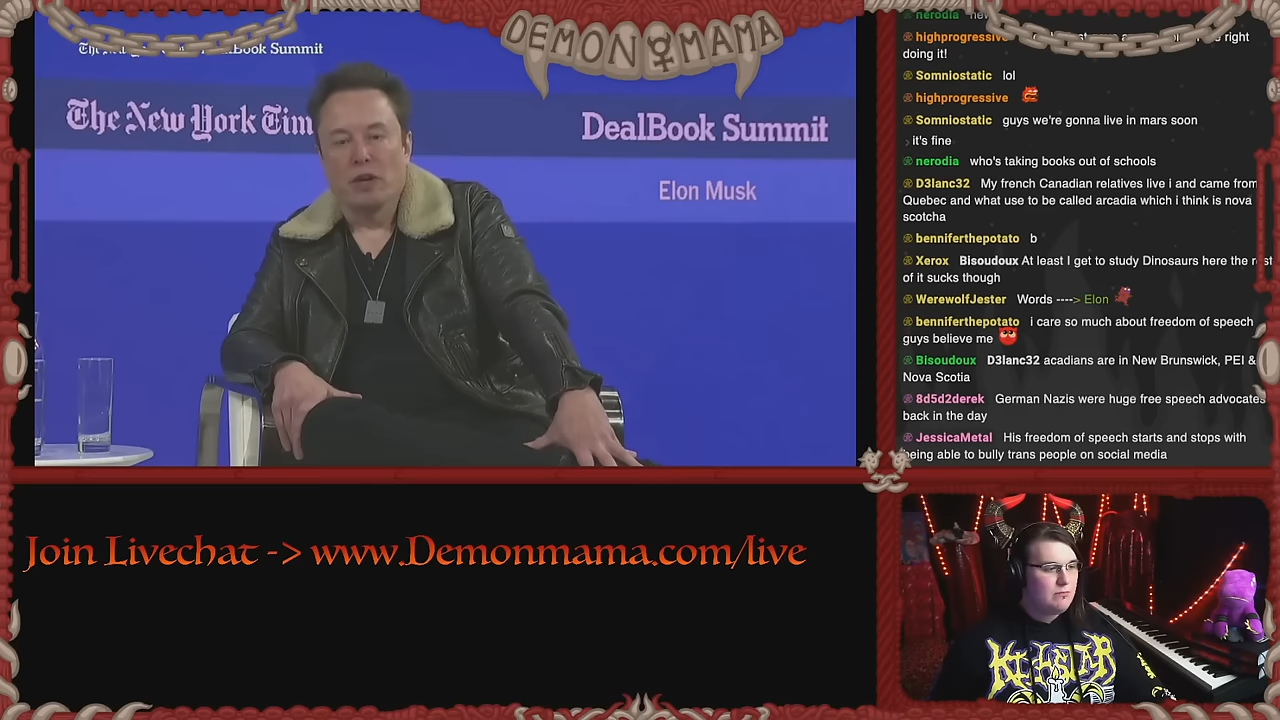 DEMON MAMA
DealBook Summit
The New York Tim
DealBook Summit
Elon Musk
nerodia
highprogressive right
doing it!
Somniostatic lol
highprogressive
Somniostatic guys we're gonna live in mars soon
it's fine
nerodia who's taking books out of schools
D3lanc32 My french Canadian relatives live i and came from
Quebec and what use to be called arcadia which i think is nova
scotcha
benniferthepotato b
Xerox Bisoudoux At least I get to study Dinosaurs here the rest
of it sucks though
WerewolfJester Words ----> Elon
benniferthepotato i care so much about freedom of speech
guys believe me
Bisoudoux D3lanc32 acadians are in New Brunswick, PEI &
Nova Scotia
8d5d2derek German Nazis were huge free speech advocates
back in the day
JessicaMetal His freedom of speech starts and stops with
being able to bully trans people on social media
Join Livechat -> www.Demonmama.com/live